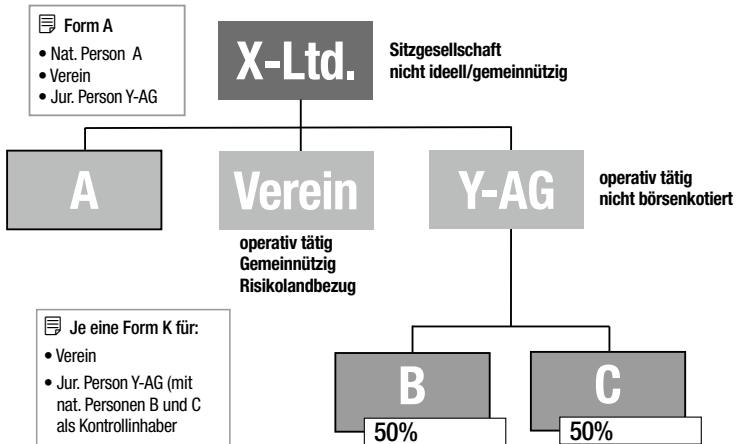 Form A
• Nat. Person A
• Verein
• Jur. Person Y-AG
X-Ltd.
Sitzgesellschaft
nicht ideell/gemeinnützig
A
Verein
Y-AG
operativ tätig
nicht börsenkotiert
operativ tätig
Gemeinnützig
Risikolandbezug
Je eine Form K für:
• Verein
• Jur. Person Y-AG (mit
nat. Personen B und C
als Kontrollinhaber
B
50%
C
50%